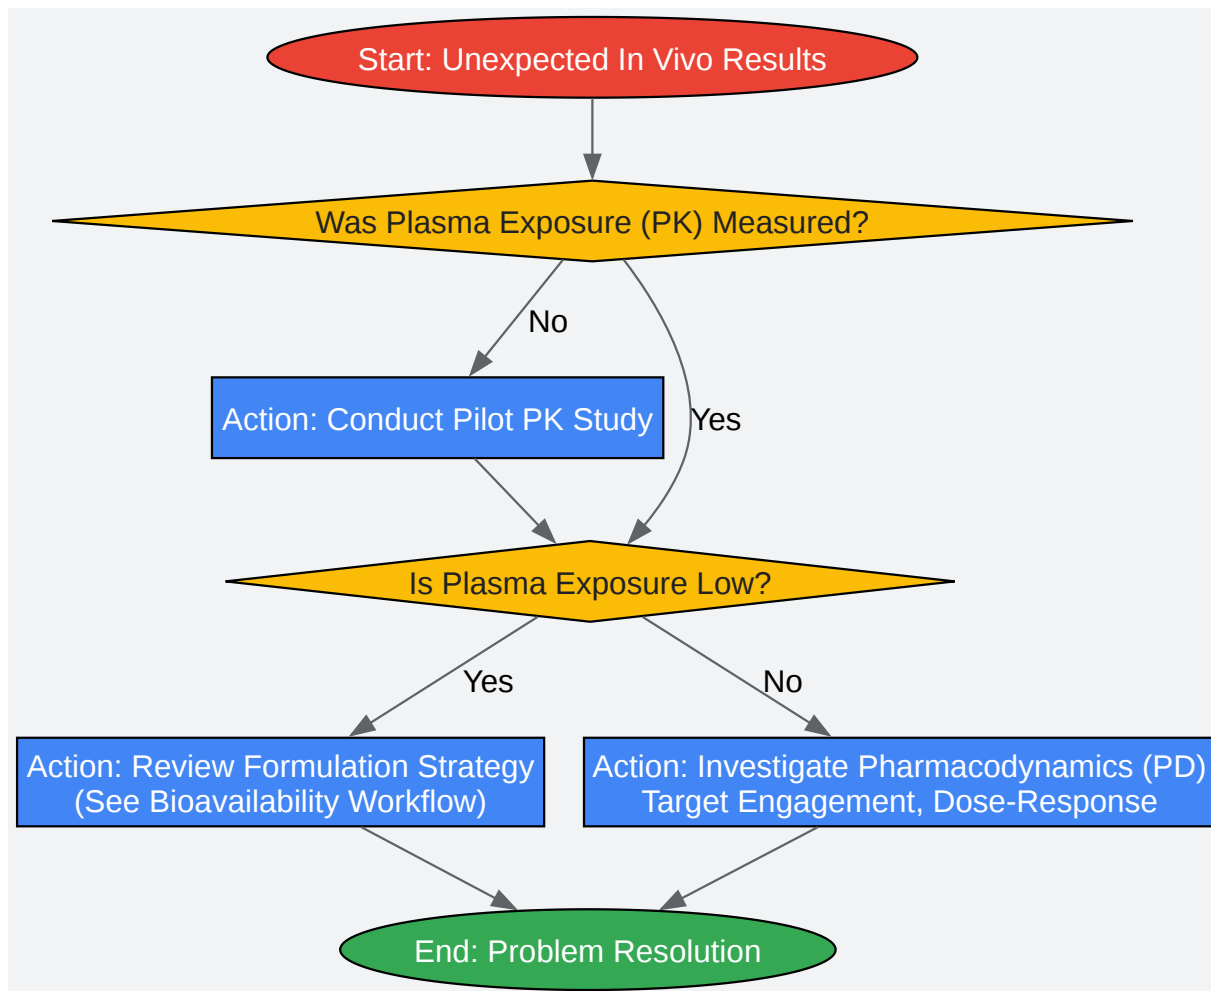 Start: Unexpected In Vivo Results
Was Plasma Exposure (PK) Measured?
No
Action: Conduct Pilot PK Study
Yes
Is Plasma Exposure Low?
Yes
No
Action: Review Formulation Strategy
(See Bioavailability Workflow)
Action: Investigate Pharmacodynamics (PD)
Target Engagement, Dose-Response
End: Problem Resolution